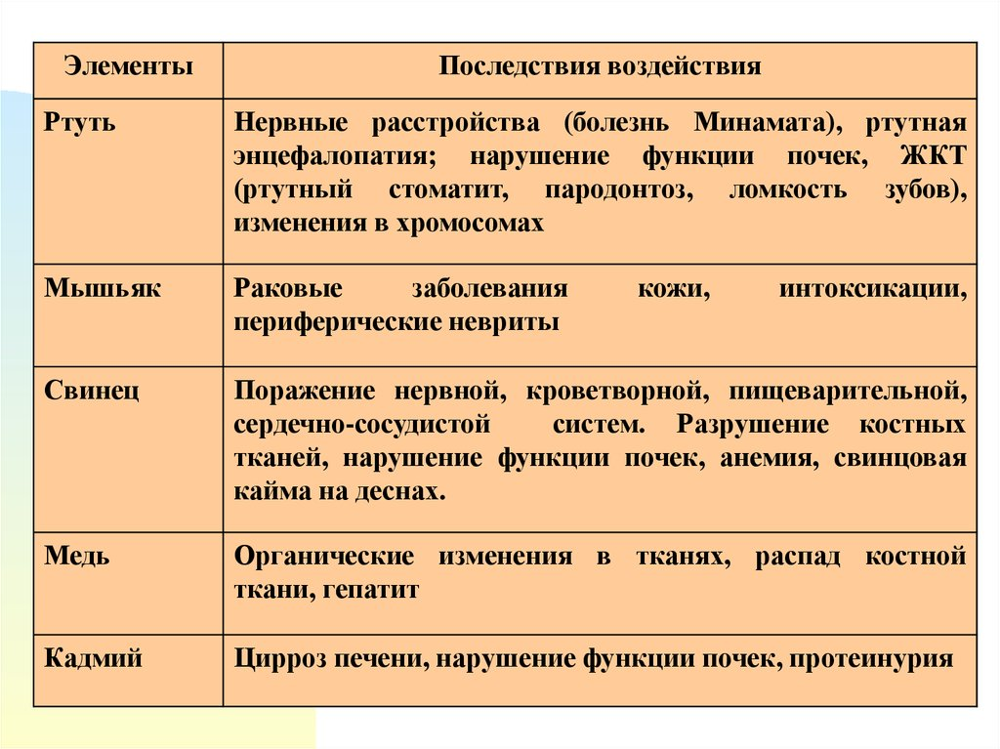 Элементы
Последствия воздействия
Ртуть
Нервные расстройства (болезнь Минамата), ртутная
энцефалопатия; нарушение функции почек, ЖКТ
(ртутный стоматит, пародонтоз, ломкость зубов),
изменения в хромосомах
Мышьяк
Раковые заболевания кожи, интоксикации,
периферические невриты
Свинец
Поражение нервной, кроветворной, пищеварительной,
сердечно-сосудистой систем. Разрушение костных
тканей, нарушение функции почек, анемия, свинцовая
кайма на деснах.
Медь
Органические изменения в тканях, распад костной
ткани, гепатит
Кадмий
Цирроз печени, нарушение функции почек, протеинурия